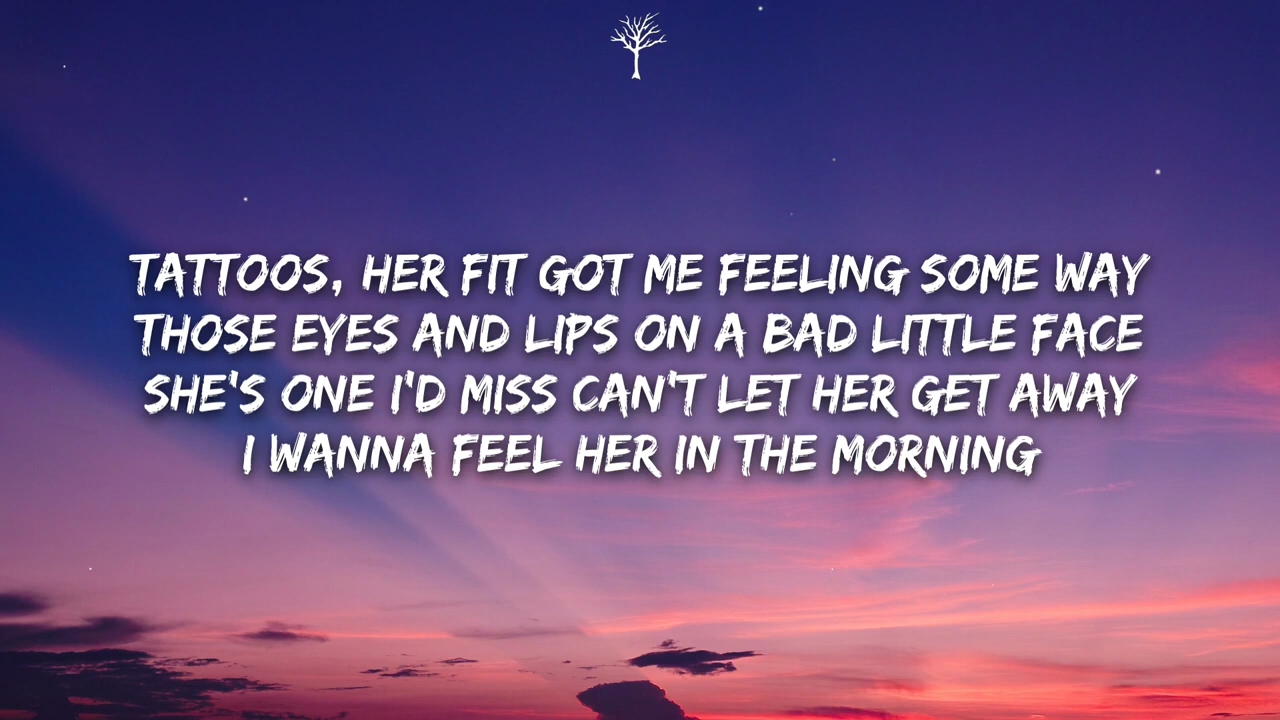 TATTOOS, HER FIT GOT ME FEELING SOME WAY
THOSE EYES AND LIPS ON A BAD LITTLE FACE
SHE'S ONE I'D MISS CAN'T LET HER GET AWAY
I WANNA FEEL HER IN THE MORNING